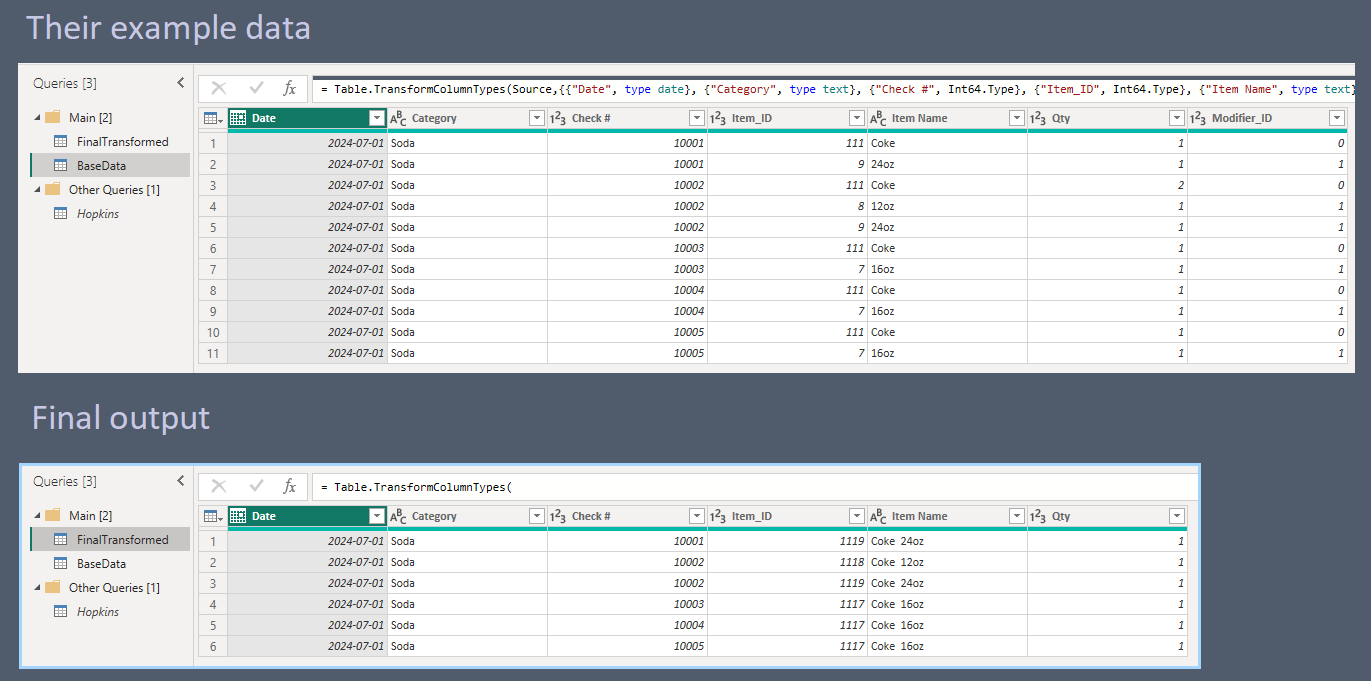 Their example data
Queries [3]
= Table.TransformColumnTypes(Source,{{"Date", type date}, {"Category", type text}, {"Check #", Int64.Type}, {"Item_ID", Int64.Type}, {"Item Name", type text}
Main [2]
FinalTransformed
BaseData
Other Queries [1]
Hopkins
Date ABC Category 123 Check # 123 Item_ID ABC Item Name 123 Qty 123 Modifier_ID
1 2024-07-01 Soda 10001 111 Coke 1 0
2 2024-07-01 Soda 10001 9 24oz 1 1
3 2024-07-01 Soda 10002 111 Coke 2 0
4 2024-07-01 Soda 10002 8 12oz 1 1
5 2024-07-01 Soda 10002 9 24oz 1 1
6 2024-07-01 Soda 10003 111 Coke 1 0
7 2024-07-01 Soda 10003 7 16oz 1 1
8 2024-07-01 Soda 10004 111 Coke 1 0
9 2024-07-01 Soda 10004 7 16oz 1 1
10 2024-07-01 Soda 10005 111 Coke 1 0
11 2024-07-01 Soda 10005 7 16oz 1 1
Final output
Queries [3]
= Table.TransformColumnTypes(
Main [2]
FinalTransformed
BaseData
Other Queries [1]
Hopkins
Date ABC Category 123 Check # 123 Item_ID ABC Item Name 123 Qty
1 2024-07-01 Soda 10001 1119 Coke 24oz 1
2 2024-07-01 Soda 10002 1118 Coke 12oz 1
3 2024-07-01 Soda 10002 1119 Coke 24oz 1
4 2024-07-01 Soda 10003 1117 Coke 16oz 1
5 2024-07-01 Soda 10004 1117 Coke 16oz 1
6 2024-07-01 Soda 10005 1117 Coke 16oz 1